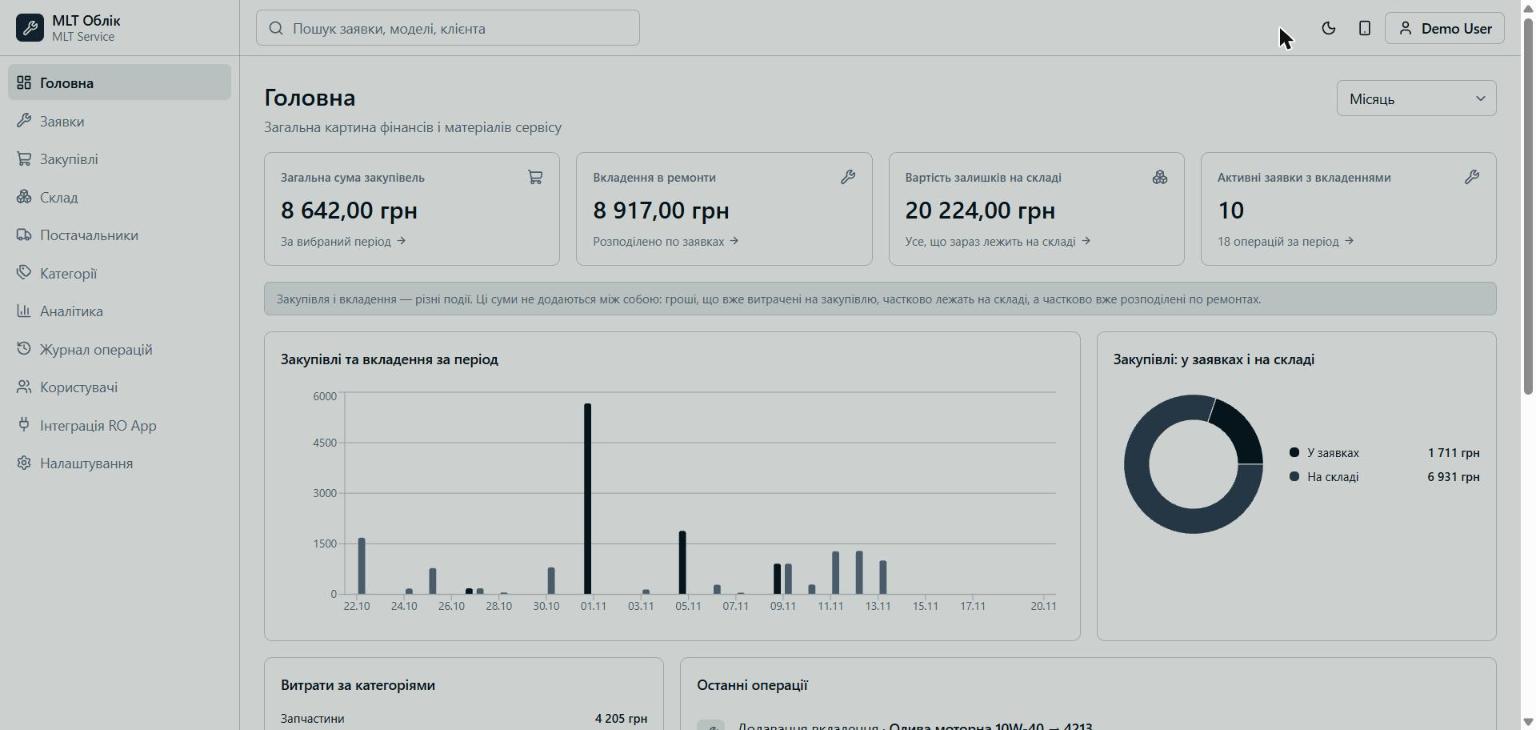 MLT Облік
MLT Service
Пошук заявки, моделі, клієнта
Demo User
Головна
Заявки
Закупівлі
Склад
Постачальники
Категорії
Аналітика
Журнал операцій
Користувачі
Інтеграція RO App
Налаштування
Головна
Загальна картина фінансів і матеріалів сервісу
Місяць
Загальна сума закупівель
8 642,00 грн
За вибраний період →
Вкладення в ремонти
8 917,00 грн
Розподілено по заявках →
Вартість залишків на складі
20 224,00 грн
Усе, що зараз лежить на складі →
Активні заявки з вкладеннями
10
18 операцій за період →
Закупівля і вкладення — різні події. Ці суми не додаються між собою: гроші, що вже витрачені на закупівлю, частково лежать на складі, а частково вже розподілені по ремонтах.
Закупівлі та вкладення за період
6000
4500
3000
1500
0
22.10 24.10 26.10 28.10 30.10 01.11 03.11 05.11 07.11 09.11 11.11 13.11 15.11 17.11 20.11
Закупівлі: у заявках і на складі
У заявках 1 711 грн
На складі 6 931 грн
Витрати за категоріями
Запчастини 4 205 грн
Останні операції
Додавання вкладення · Олива моторна 10W-40 → 4213